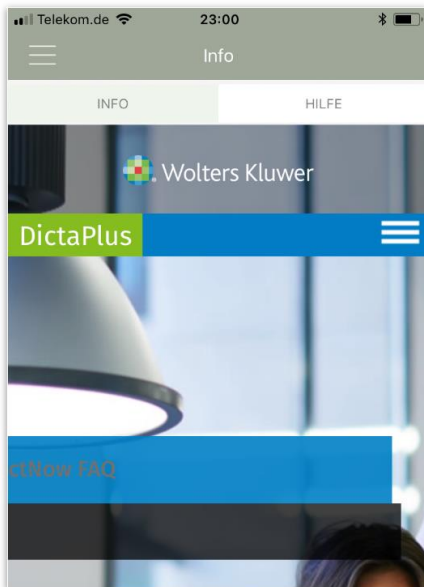 Telekom.de 23:00
Info
INFO HILFE
Wolters Kluwer
DictaPlus
ctNow FAQ